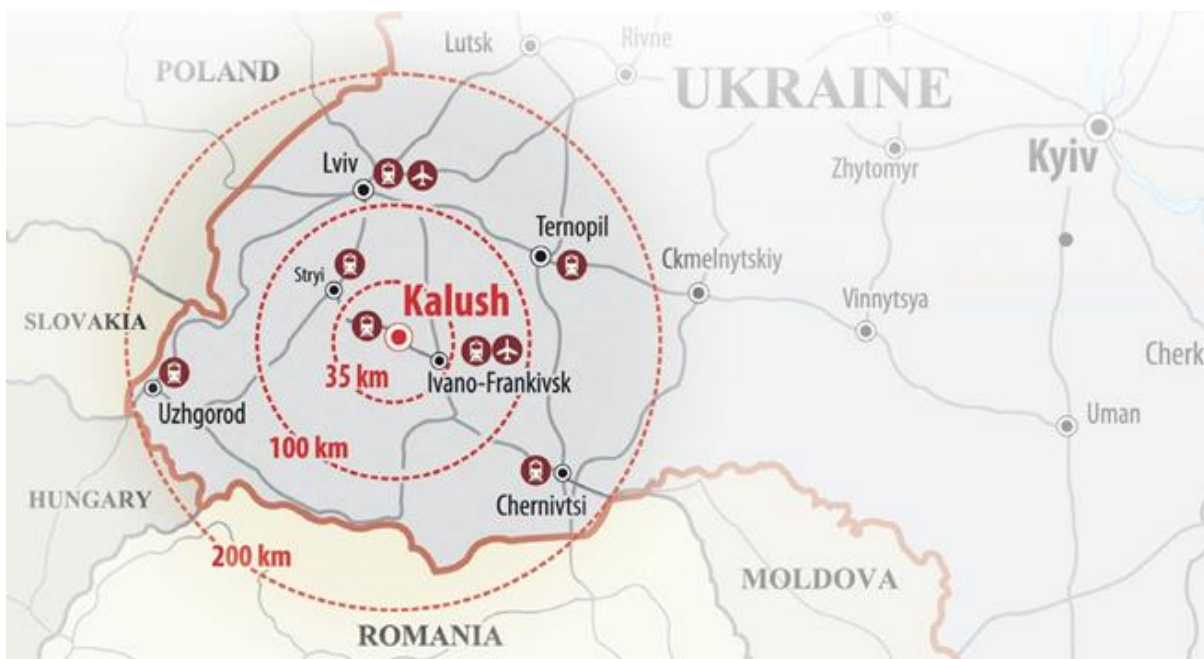 Lutsk
Rivne
POLAND
UKRAINE
Kyiv
Zhytomyr
Lviv
Ternopil
Ckmelnytskiy
Stryi
Kalush
Vinnytsya
SLOVAKIA
Cherk
35 km
Ivano-Frankivsk
Uzhgorod
Uman
100 km
HUNGARY
Chernivtsi
200 km
MOLDOVA
ROMANIA